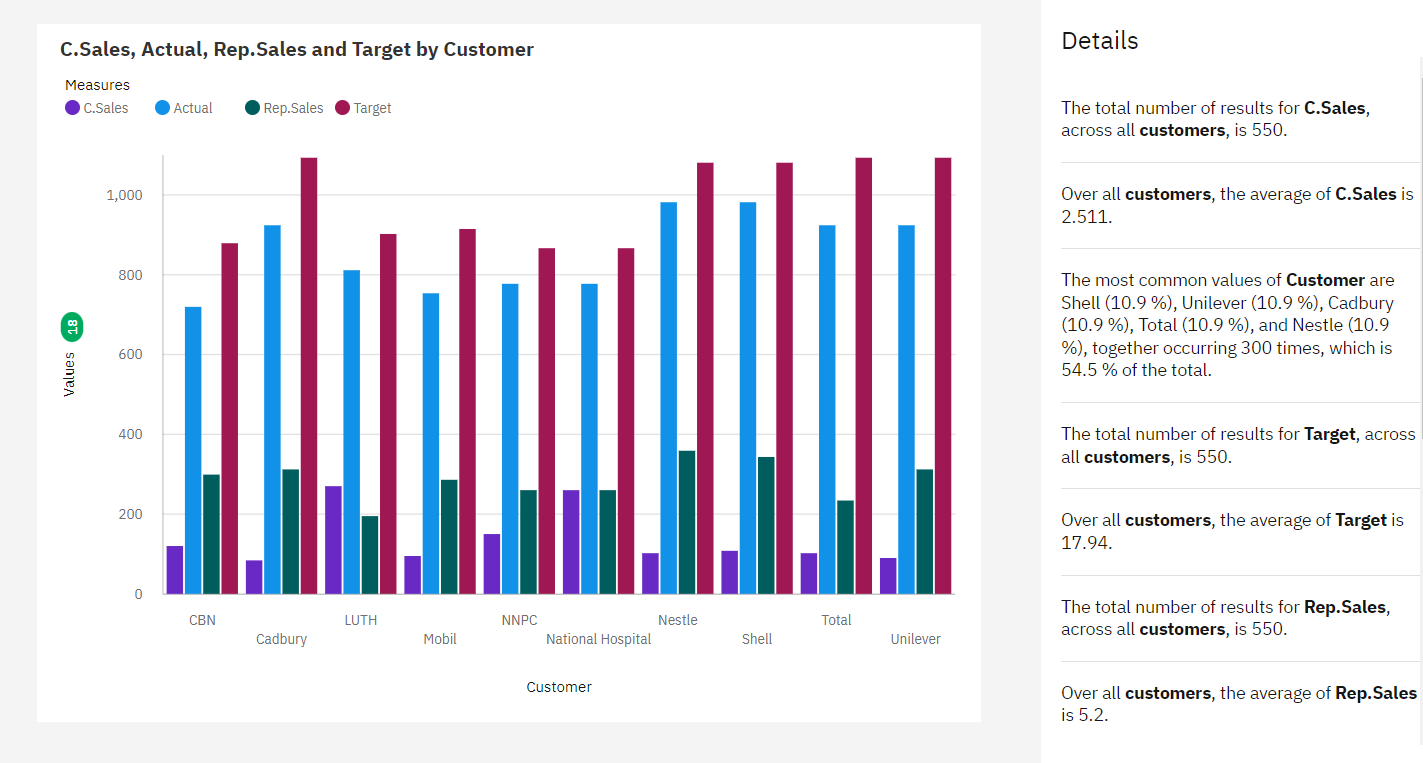 C.Sales, Actual, Rep.Sales and Target by Customer
Measures
C.Sales Actual Rep.Sales Target
1,000
800
600
400
200
0
Values 18
CBN LUTH NNPC Nestle Total
Cadbury Mobil National Hospital Shell Unilever
Customer
Details
The total number of results for C.Sales,
across all customers, is 550.
Over all customers, the average of C.Sales is
2.511.
The most common values of Customer are
Shell (10.9 %), Unilever (10.9 %), Cadbury
(10.9 %), Total (10.9 %), and Nestle (10.9
%), together occurring 300 times, which is
54.5 % of the total.
The total number of results for Target, across
all customers, is 550.
Over all customers, the average of Target is
17.94.
The total number of results for Rep.Sales,
across all customers, is 550.
Over all customers, the average of Rep.Sales
is 5.2.